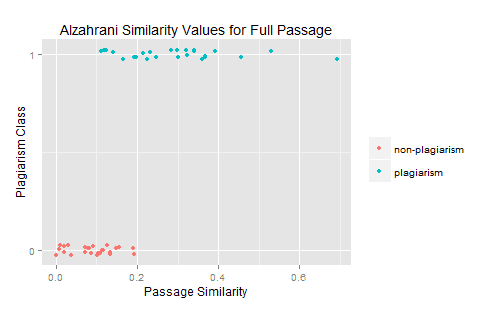 Alzahrani Similarity Values for Full Passage
1
0
Plagiarism Class
0.0 0.2 0.4 0.6
Passage Similarity
non-plagiarism
plagiarism